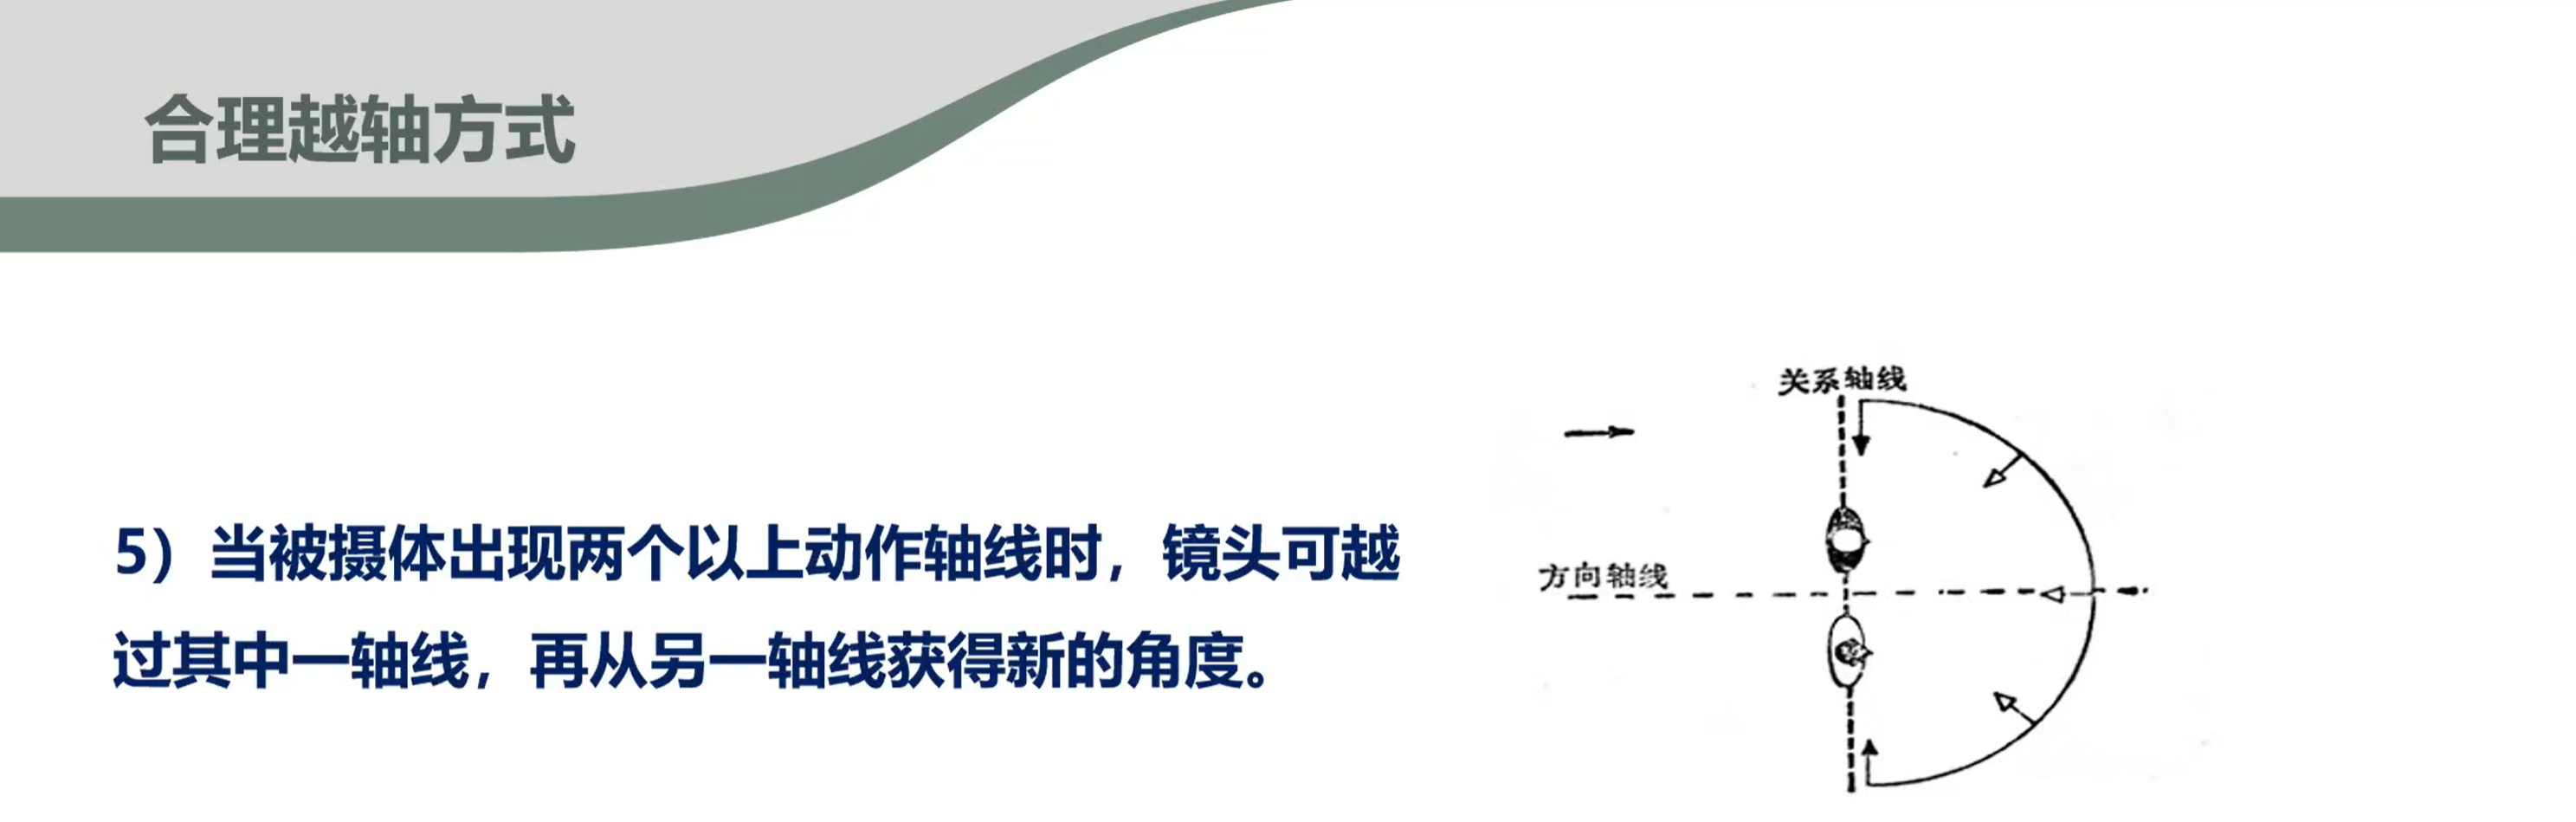 合理越轴方式
5）当被摄体出现两个以上动作轴线时，镜头可越
过其中一轴线，再从另一轴线获得新的角度。
关系轴线
方向轴线